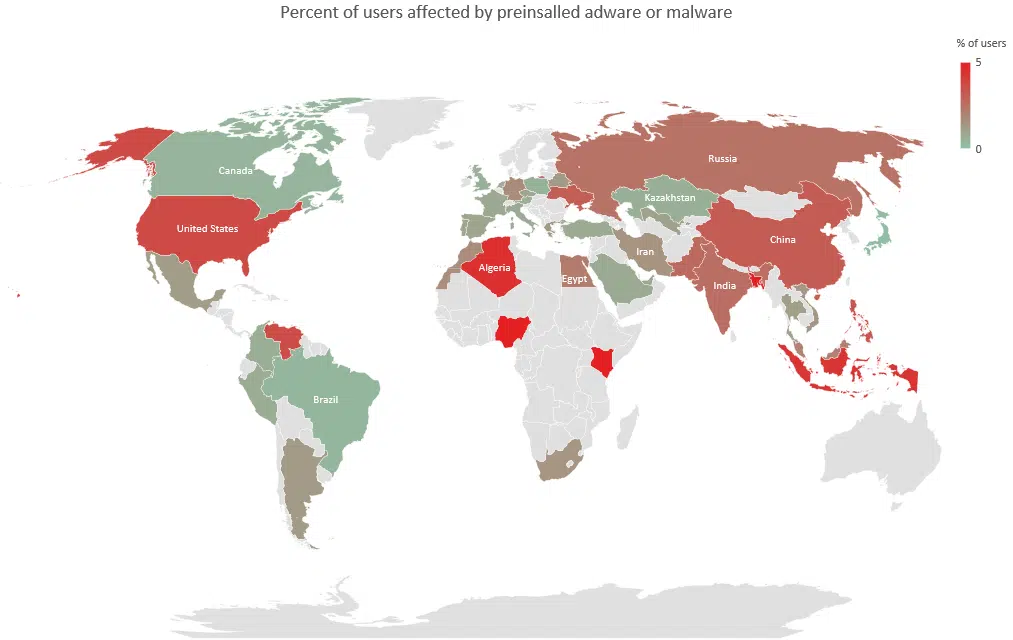 Percent of users affected by preinsalled adware or malware
% of users
5
0
Canada
United States
Russia
Kazakhstan
China
Iran
India
Algeria
Egypt
Brazil